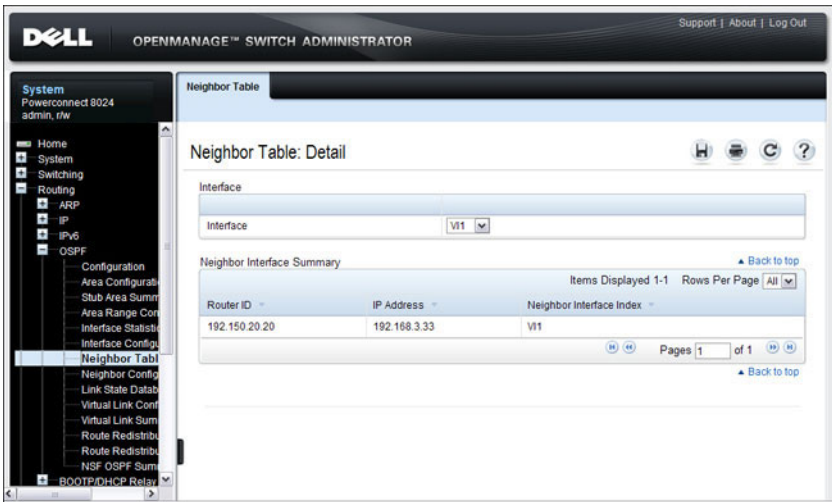 Support | About | Log Out
DELL
OPENMANAGE™ SWITCH ADMINISTRATOR
System
Powerconnect 8024
admin, r/w
Home
System
Switching
Routing
ARP
IP
IPv6
OSPF
Configuration
Area Configurati
Stub Area Summ
Area Range Con
Interface Statistic
Interface Configu
Neighbor Tabl
Neighbor Config
Link State Datab
Virtual Link Conf
Virtual Link Sum
Route Redistribu
Route Redistribu
NSF OSPF Sum
BOOTP/DHCP Relay
Neighbor Table
Neighbor Table: Detail
Interface
Interface Vl1
Neighbor Interface Summary Back to top
Items Displayed 1-1 Rows Per Page All
Router ID IP Address Neighbor Interface Index
192.150.20.20 192.168.3.33 Vl1
Pages 1 of 1
Back to top